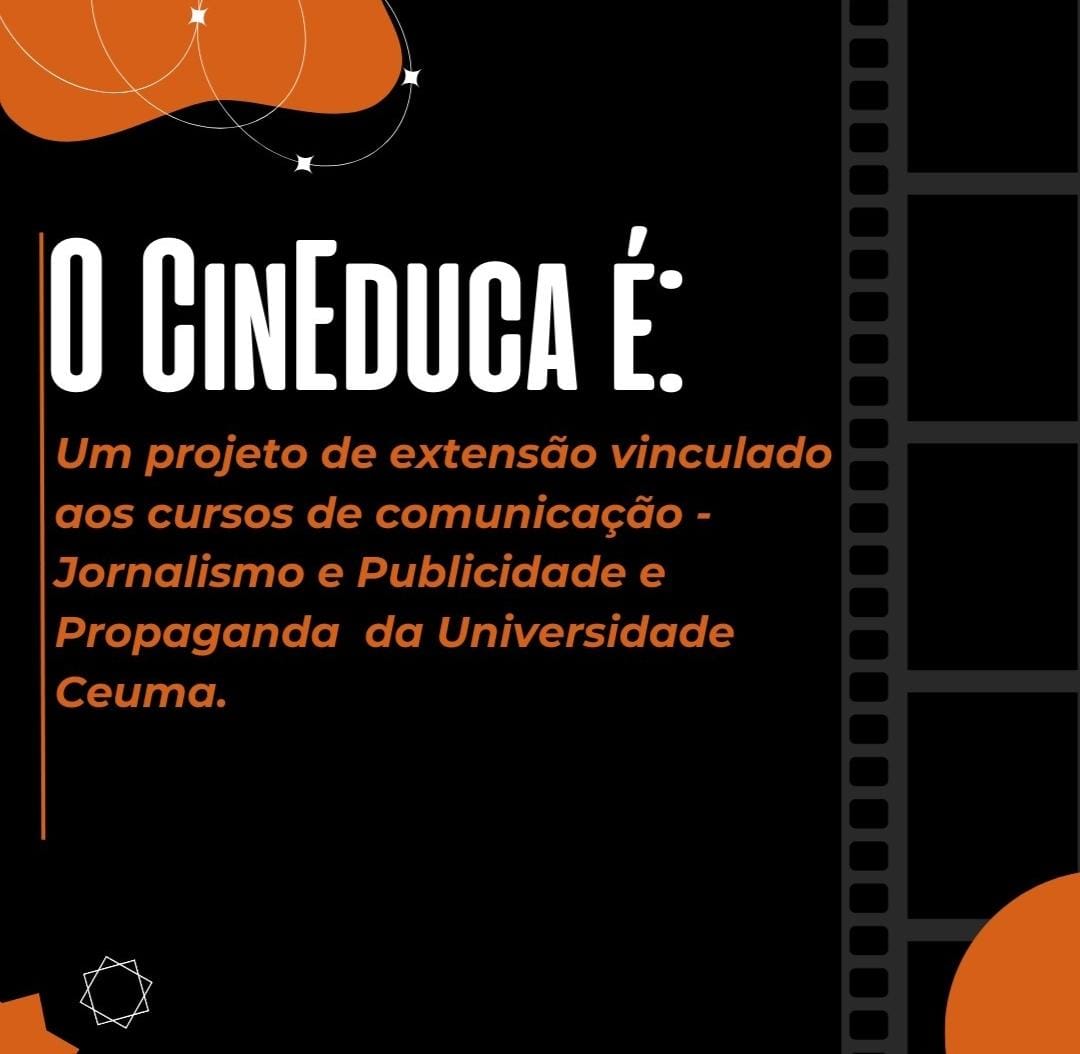 O CinEduca É:
Um projeto de extensão vinculado
aos cursos de comunicação -
Jornalismo e Publicidade e
Propaganda  da Universidade
Ceuma.